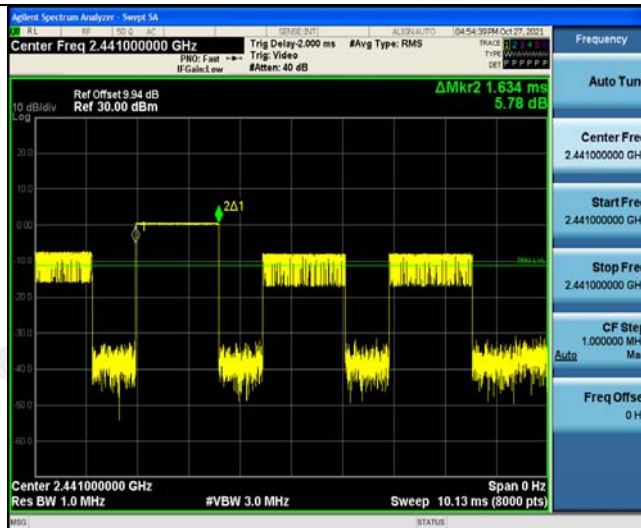 Agilent Spectrum Analyzer - Swept SA
RL RF 50 Ω AC SENSE:INT ALIGN AUTO 04:54:39 PM Oct 27, 2021
Center Freq 2.441000000 GHz
PNO: Fast
IFGain:Low
Trig Delay-2.000 ms
Trig: Video
#Atten: 40 dB
#Avg Type: RMS
TRACE 1 2 3 4 5 6
TYPE
DET P P P P P P
Ref Offset 9.94 dB
Ref 30.00 dBm
ΔMkr2 1.634 ms
5.78 dB
10 dB/div
Log
20.0
10.0
0.00
-10.0
-20.0
-30.0
-40.0
-50.0
-60.0
2Δ1
1
TRIG LVL
Center 2.441000000 GHz
Span 0 Hz
Res BW 1.0 MHz
#VBW 3.0 MHz
Sweep 10.13 ms (8000 pts)
MSG
STATUS
Frequency
Auto Tun
Center Fre
2.441000000 GH
Start Fre
2.441000000 GH
Stop Fre
2.441000000 GH
CF Step
1.000000 MH
Auto Ma
Freq Offse
0 H